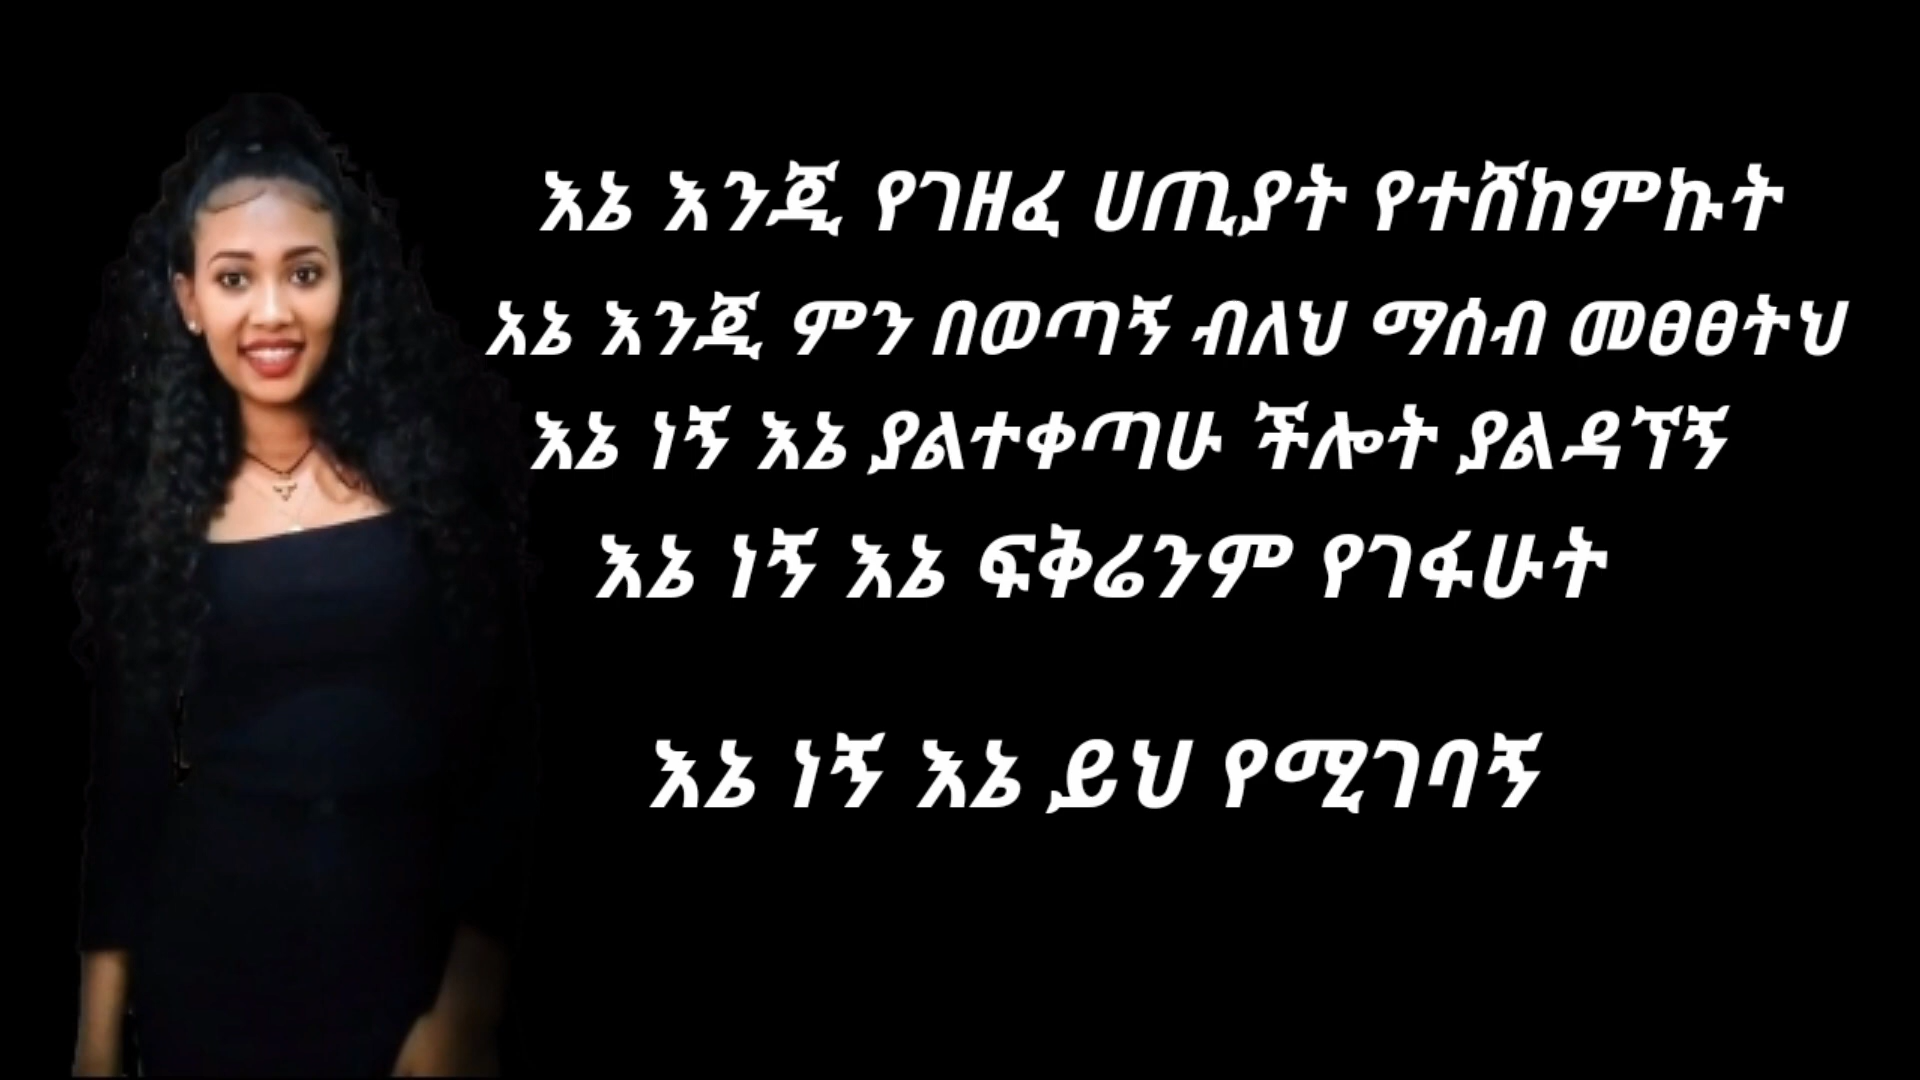 እኔ እንጂ የገዘፈ ሀጢያት የተሸከምኩት
አኔ እንጂ ምን በወጣኝ ብለህ ማሰብ መፀፀትህ
እኔ ነኝ እኔ ያልተቀጣሁ ችሎት ያልዳኘኝ
እኔ ነኝ እኔ ፍቅሬንም የገፋሁት
እኔ ነኝ እኔ ይህ የሚገባኝ